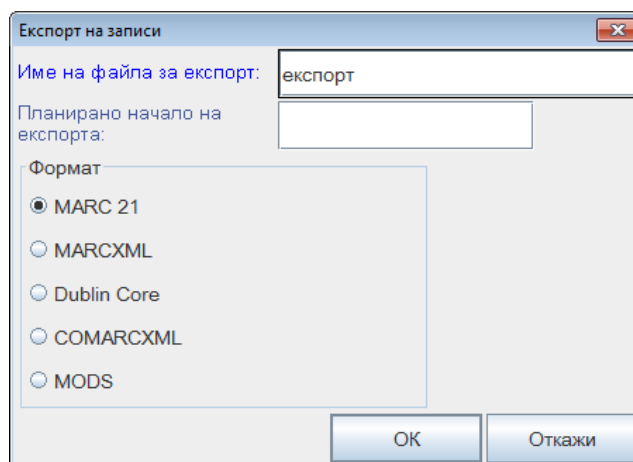 Експорт на записи
Име на файла за експорт:
експорт
Планирано начало на
експорта:
Формат
MARC 21
MARCXML
Dublin Core
COMARCXML
MODS
ОК
Откажи